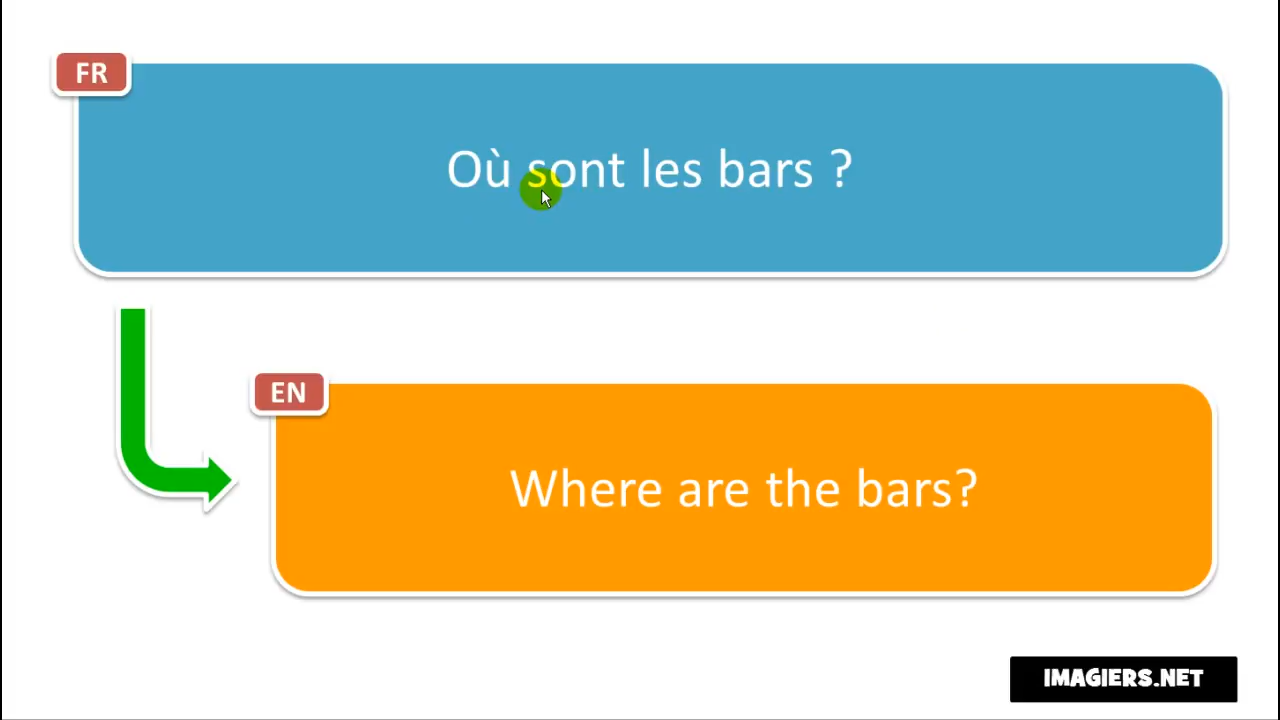 FR
Où sont les bars ?
EN
Where are the bars?
IMAGIERS.NET